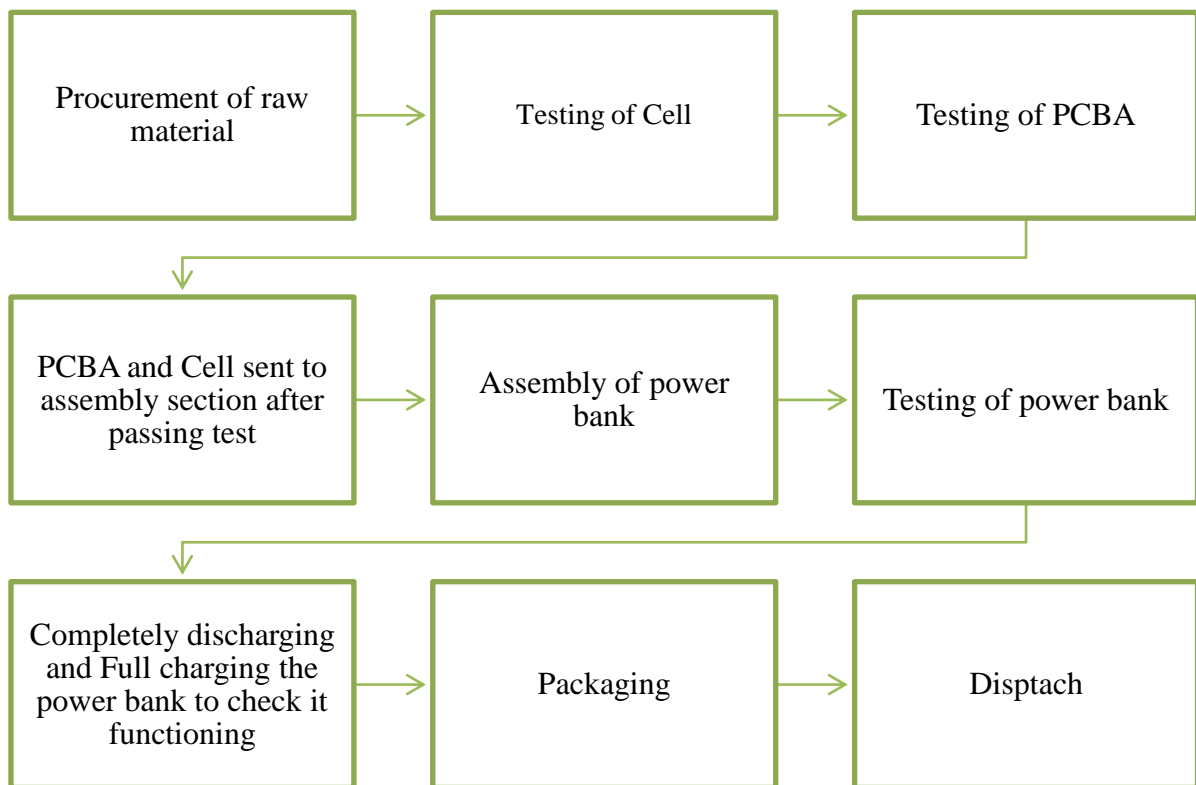 Procurement of raw
material
Testing of Cell
Testing of PCBA
PCBA and Cell sent to
assembly section after
passing test
Assembly of power
bank
Testing of power bank
Completely discharging
and Full charging the
power bank to check it
functioning
Packaging
Disptach